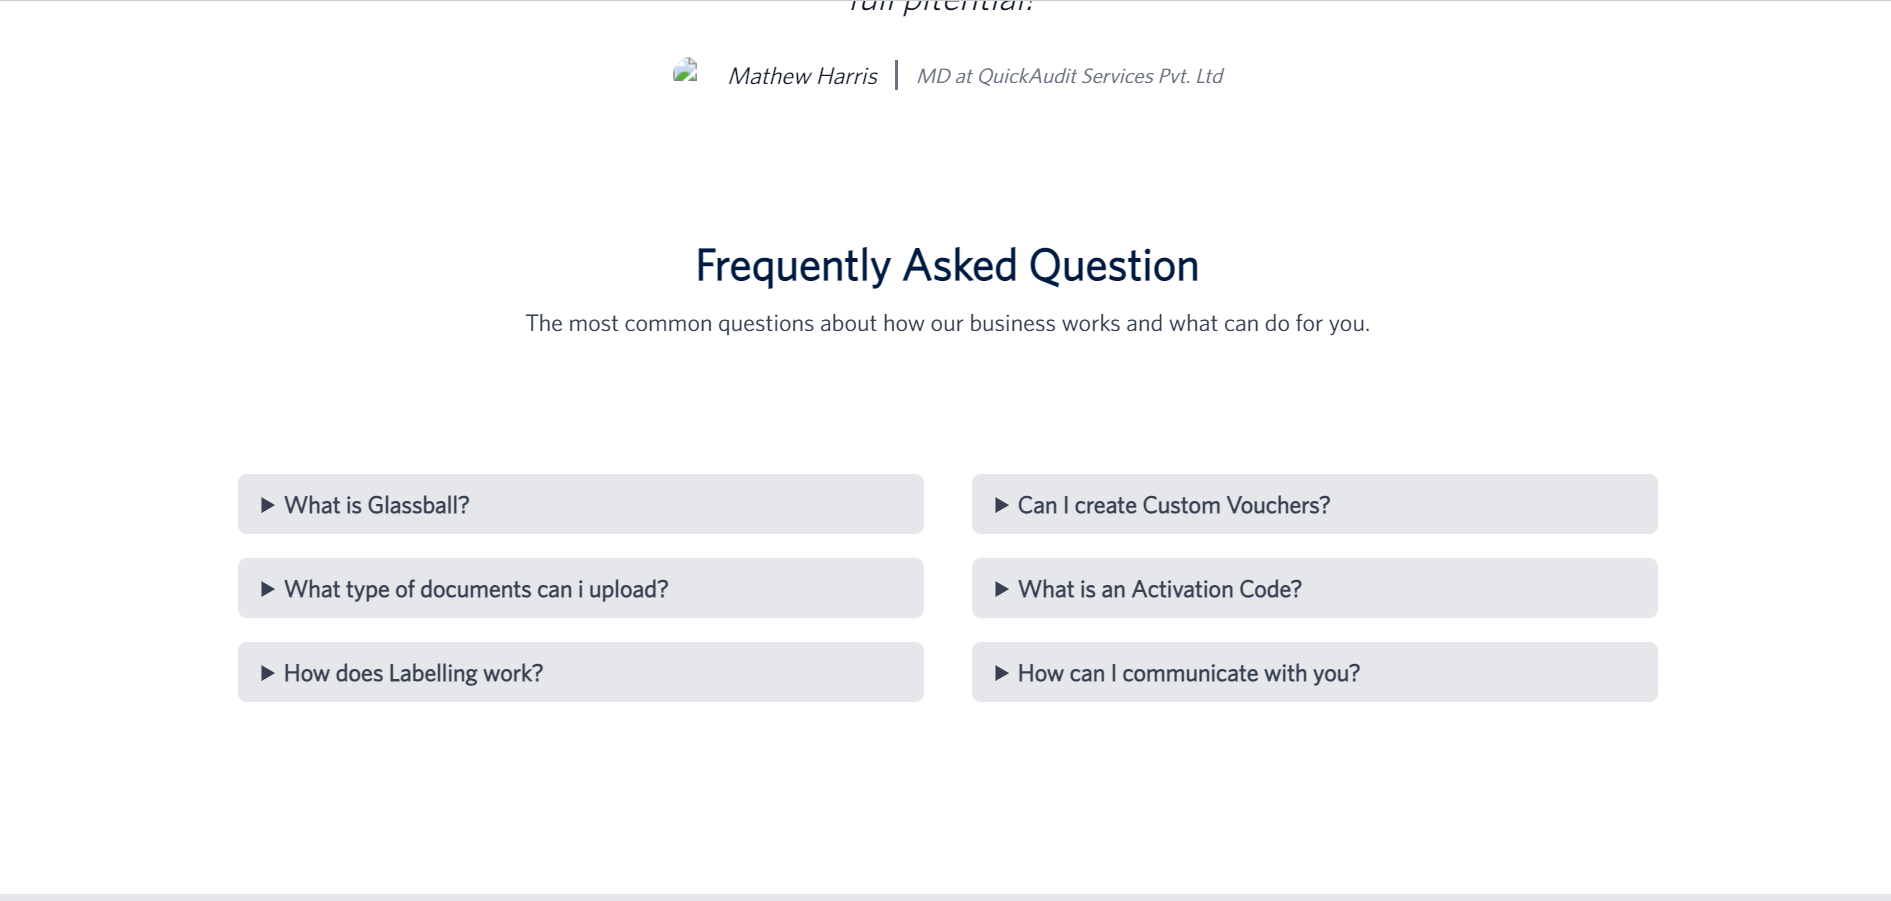 full pitential!
Mathew Harris
MD at QuickAudit Services Pvt. Ltd
Frequently Asked Question
The most common questions about how our business works and what can do for you.
What is Glassball?
Can I create Custom Vouchers?
What type of documents can i upload?
What is an Activation Code?
How does Labelling work?
How can I communicate with you?